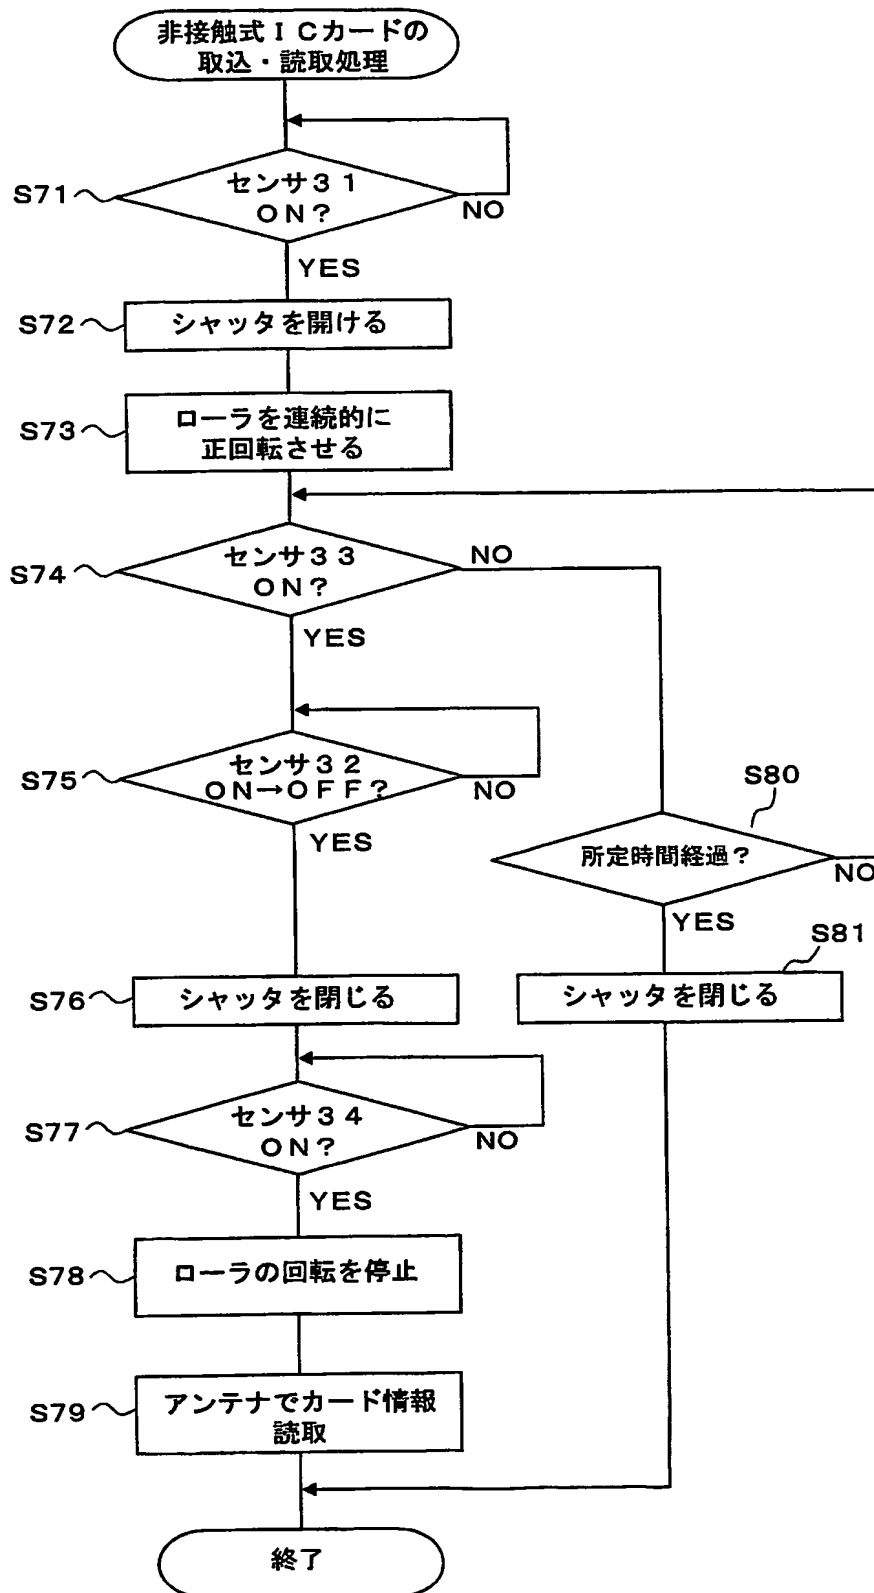 非接触式ＩＣカードの
取込・読取処理
S71
センサ３１
ＯＮ？
NO
YES
S72
シャッタを開ける
S73
ローラを連続的に
正回転させる
S74
センサ３３
ＯＮ？
NO
YES
S75
センサ３２
ＯＮ→ＯＦＦ？
NO
YES
S80
所定時間経過？
NO
YES
S76
シャッタを閉じる
S81
シャッタを閉じる
S77
センサ３４
ＯＮ？
NO
YES
S78
ローラの回転を停止
S79
アンテナでカード情報
読取
終了